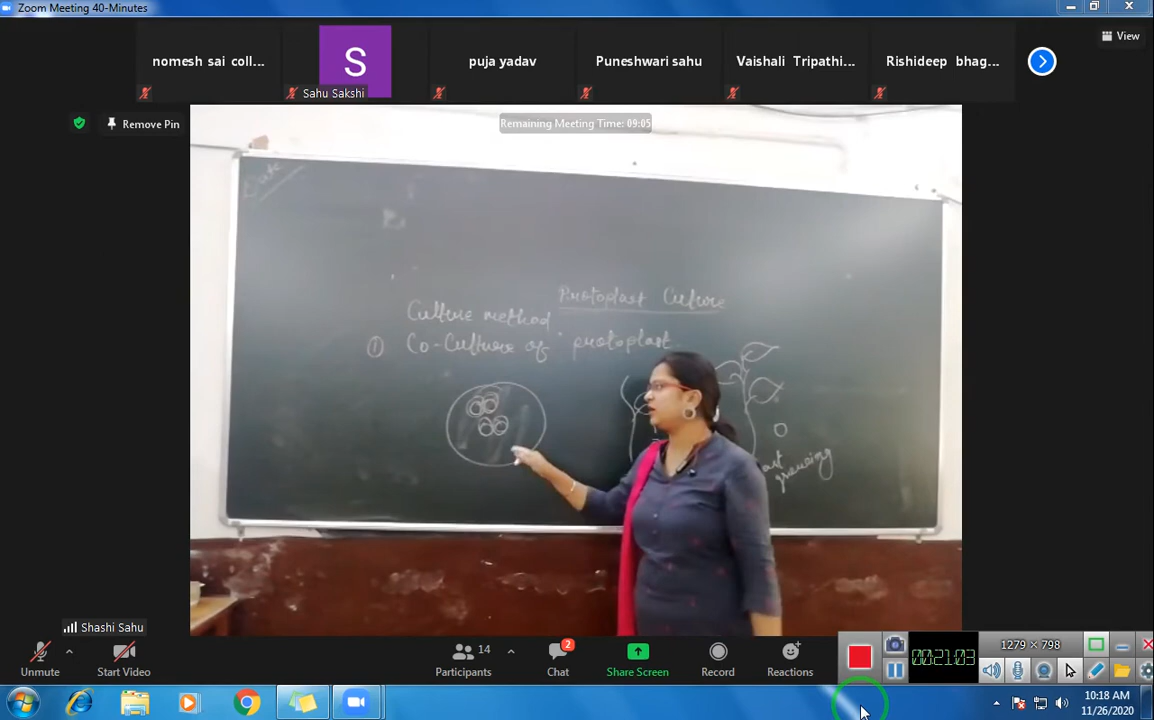 Zoom Meeting 40-Minutes
View
nomesh sai coll...
S
Sahu Sakshi
puja yadav
Puneshwari sahu
Vaishali Tripathi...
Rishideep bhag...
Remove Pin
Remaining Meeting Time: 09:05
Date
Protoplast Culture
Culture method
① Co-Culture of protoplast
growing
Shashi Sahu
Unmute
Start Video
14
Participants
2
Chat
Share Screen
Record
Reactions
00:21:03
1279 × 798
10:18 AM
11/26/2020